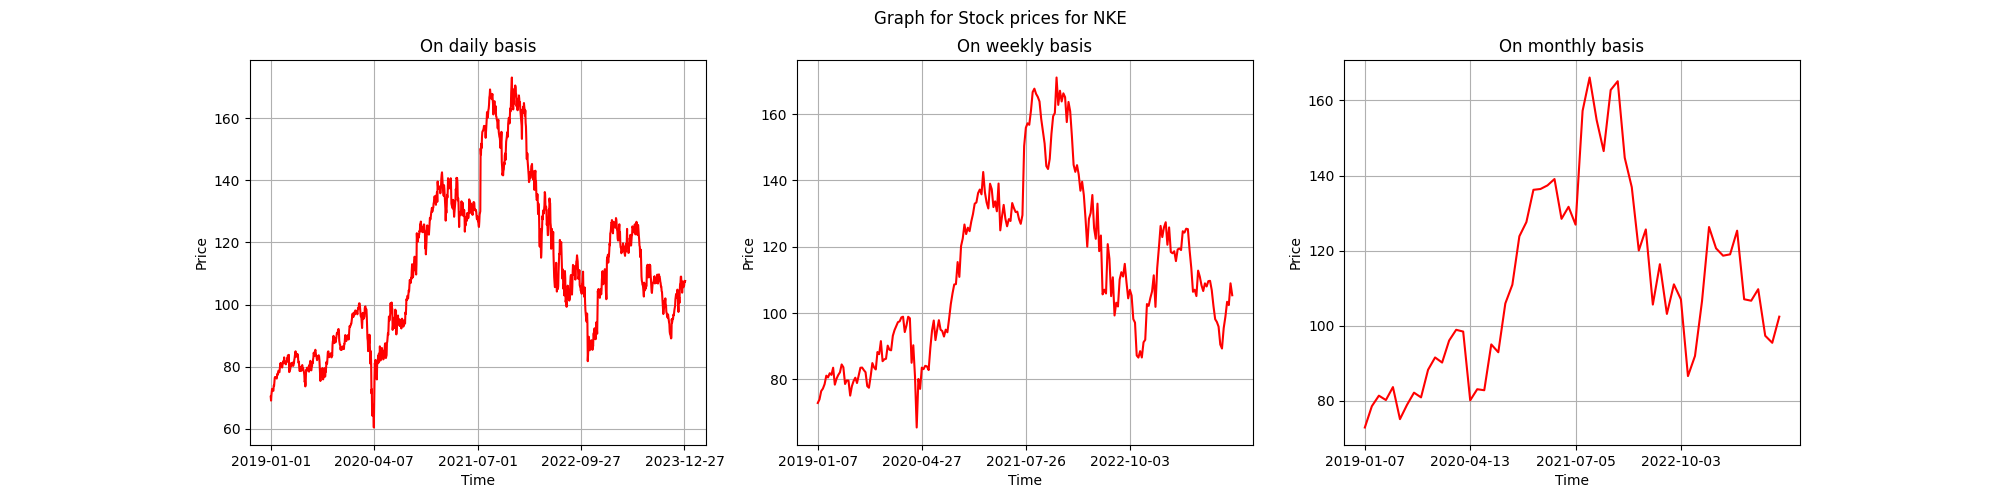 Graph for Stock prices for NKE
On daily basis
Price
160
140
120
100
80
60
2019-01-01 2020-04-07 2021-07-01 2022-09-27 2023-12-27
Time
On weekly basis
Price
160
140
120
100
80
2019-01-07 2020-04-27 2021-07-26 2022-10-03
Time
On monthly basis
Price
160
140
120
100
80
2019-01-07 2020-04-13 2021-07-05 2022-10-03
Time